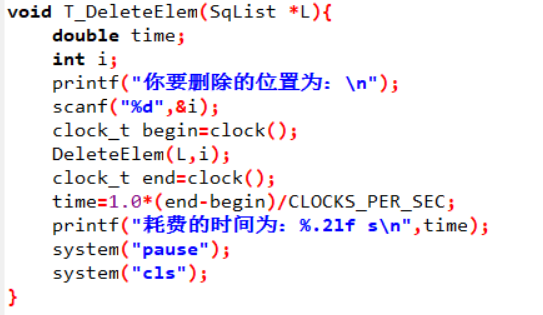 void T_DeleteElem(SqList *L){
    double time;
    int i;
    printf("你要删除的位置为：\n");
    scanf("%d",&i);
    clock_t begin=clock();
    DeleteElem(L,i);
    clock_t end=clock();
    time=1.0*(end-begin)/CLOCKS_PER_SEC;
    printf("耗费的时间为：%.2lf s\n",time);
    system("pause");
    system("cls");
}